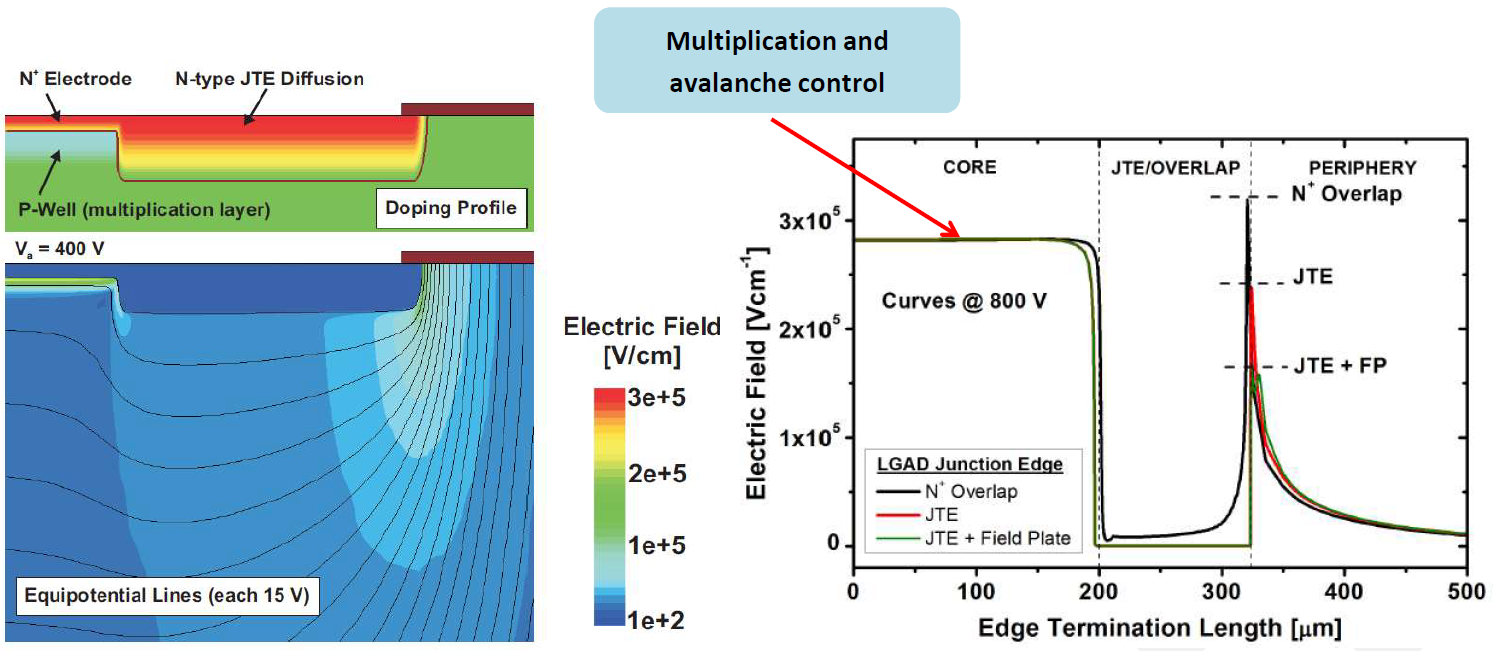 Multiplication and
avalanche control
N+ Electrode
N-type JTE Diffusion
P-Well (multiplication layer)
Doping Profile
Va = 400 V
Equipotential Lines (each 15 V)
Electric Field
[V/cm]
3e+5
2e+5
1e+5
1e+2
CORE
JTE/OVERLAP
PERIPHERY
N+ Overlap
JTE
JTE + FP
Curves @ 800 V
LGAD Junction Edge
N+ Overlap
JTE
JTE + Field Plate
Electric Field [Vcm-1]
3x10^5
2x10^5
1x10^5
0
0 100 200 300 400 500
Edge Termination Length [μm]